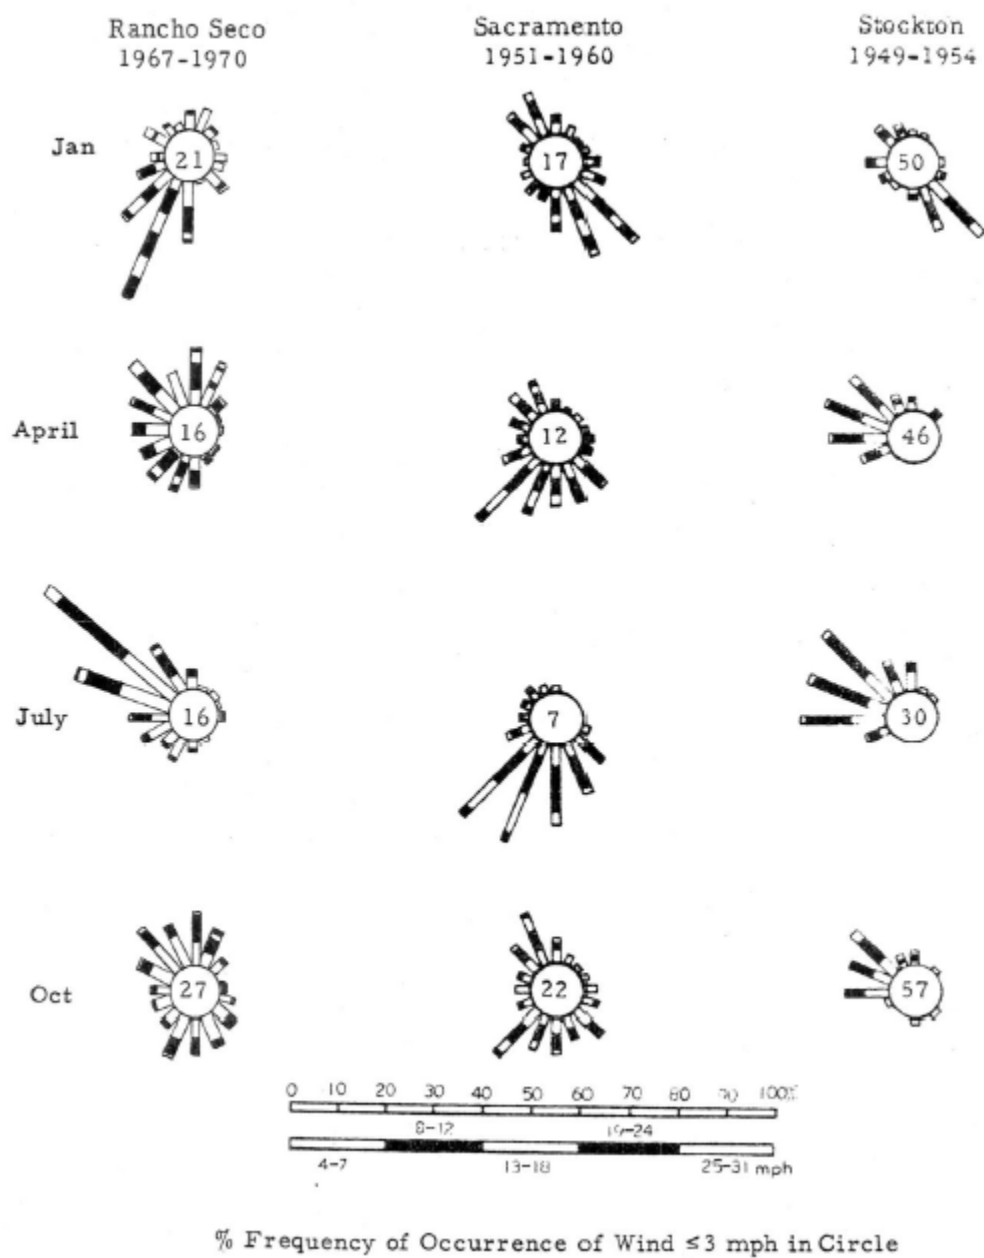 Rancho Seco Sacramento Stockton
1967-1970 1951-1960 1949-1954
Jan 21 17 50
April 16 12 46
July 16 7 30
Oct 27 22 57
0 10 20 30 40 50 60 70 80 90 100%
8-12 19-24
4-7 13-18 25-31 mph
% Frequency of Occurrence of Wind ≤3 mph in Circle